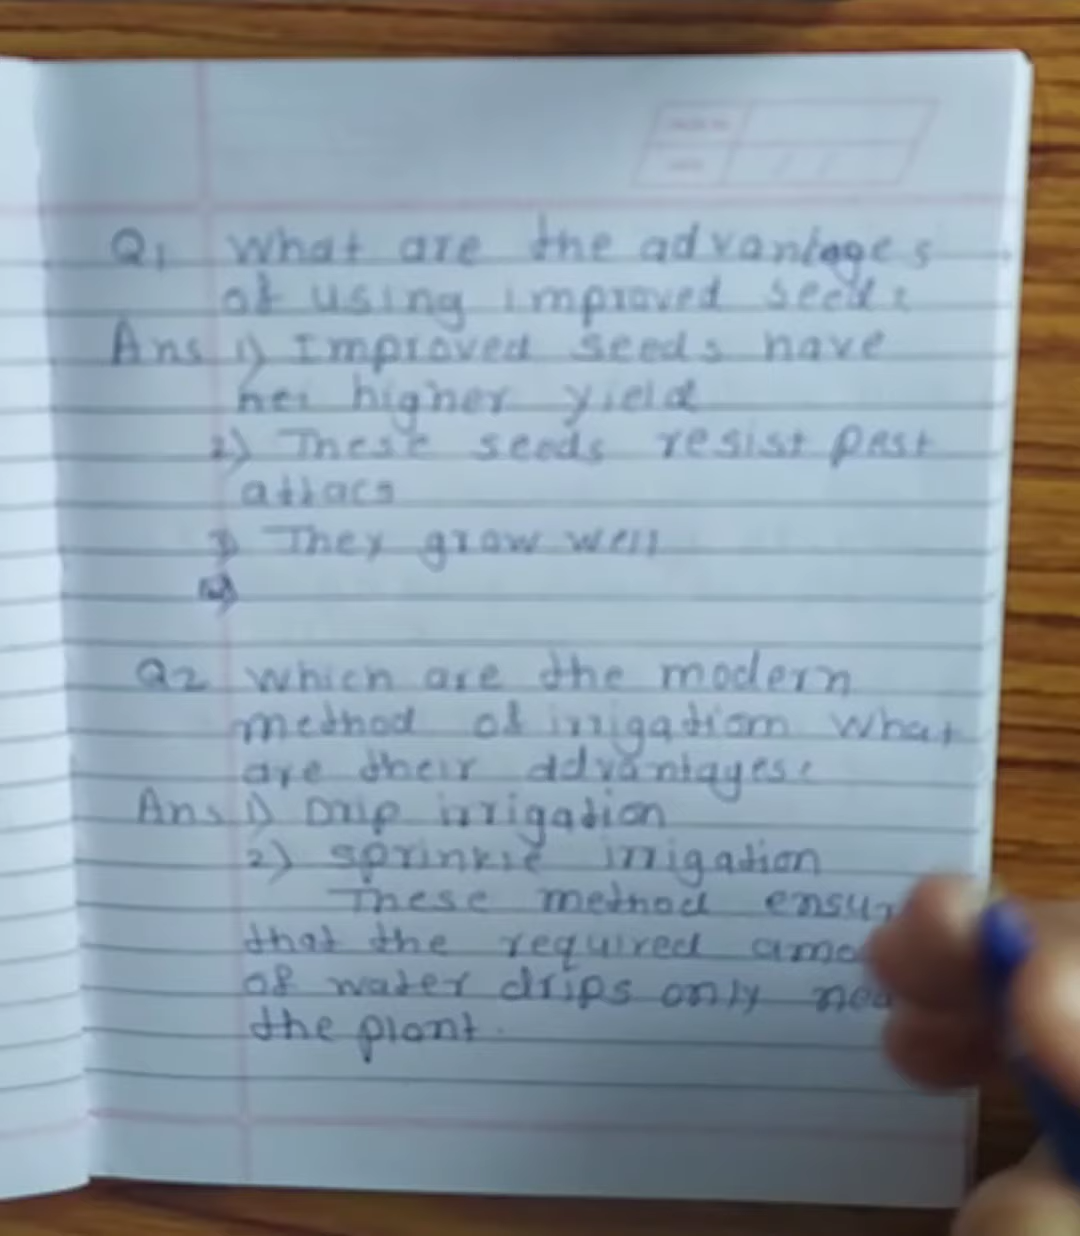 Q1 What are the advantages
of using improved seed?
Ans 1) Improved seeds have
higher yield
2) These seeds resist pest
attacs
3) They grow well
Q2 which are the modern
method of irrigation What
are their advantages?
Ans 1) Drip irrigation
2) sprinkle irrigation
These method
that the required
of water drips only
the plant.